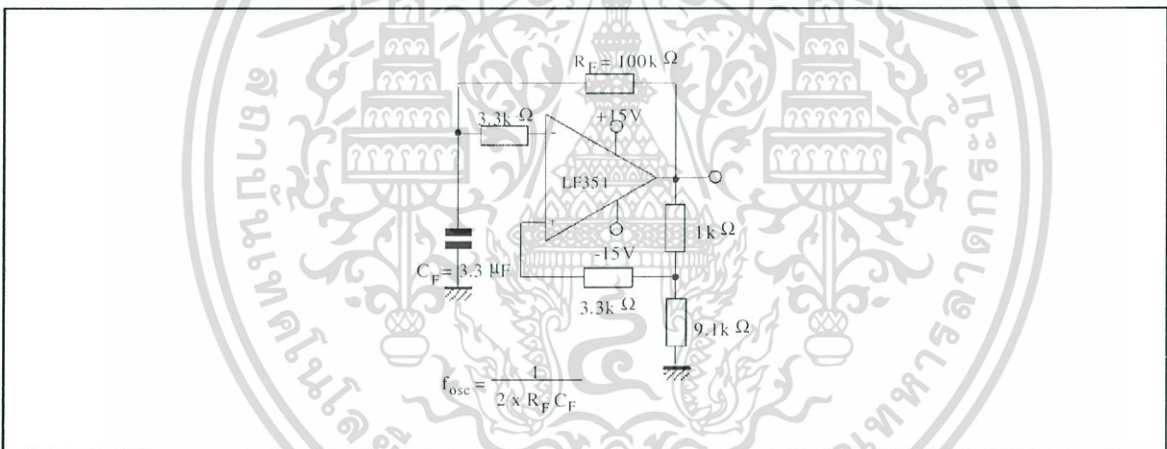 R_F = 100k Ω
3.3k Ω
-
+15V
LF351
+
-15V
1k Ω
C_F = 3.3 μF
3.3k Ω
9.1k Ω
f_osc = 1 / 2 x R_F C_F